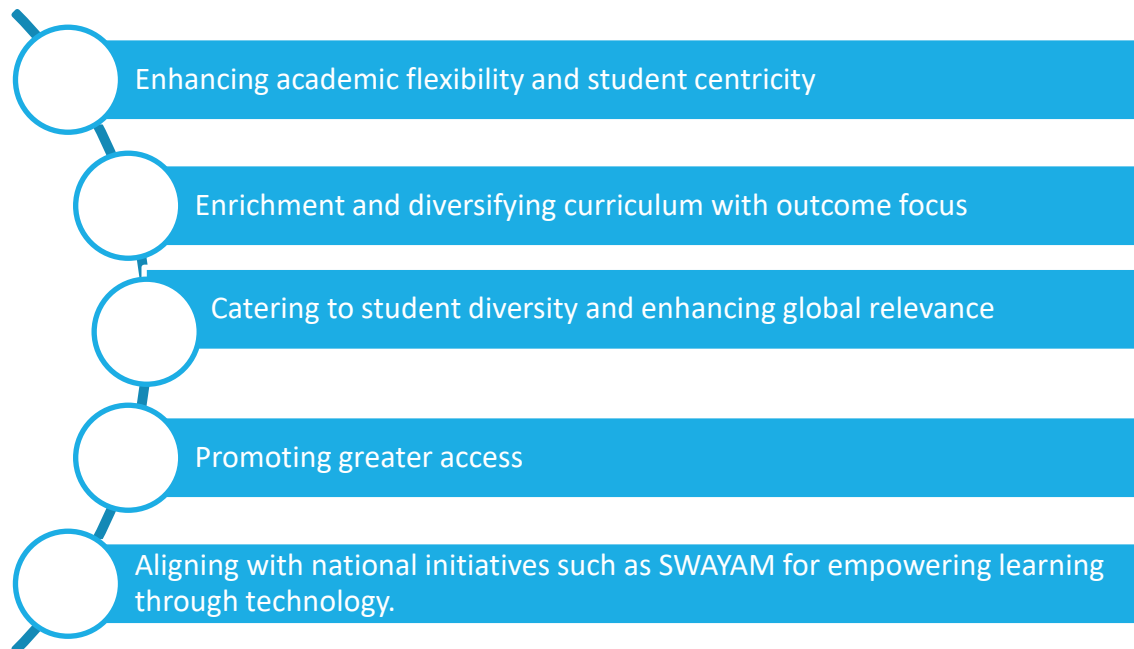 Enhancing academic flexibility and student centricity
Enrichment and diversifying curriculum with outcome focus
Catering to student diversity and enhancing global relevance
Promoting greater access
Aligning with national initiatives such as SWAYAM for empowering learning
through technology.